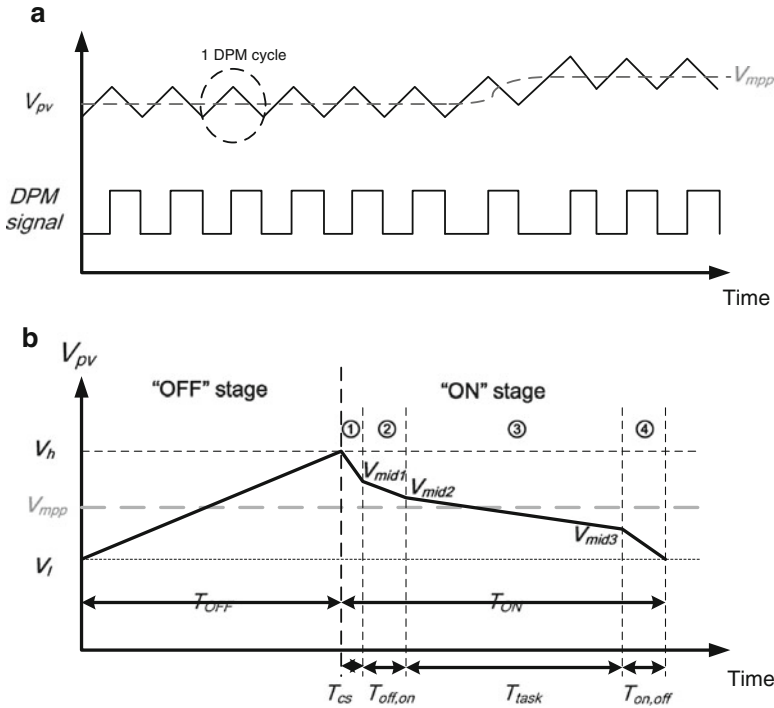 a
1 DPM cycle
V_mpp
V_pv
DPM
signal
Time
b
V_pv
"OFF" stage
"ON" stage
① ② ③ ④
V_h
V_mid1
V_mid2
V_mpp
V_mid3
V_l
T_OFF
T_ON
Time
T_cs
T_off,on
T_task
T_on,off